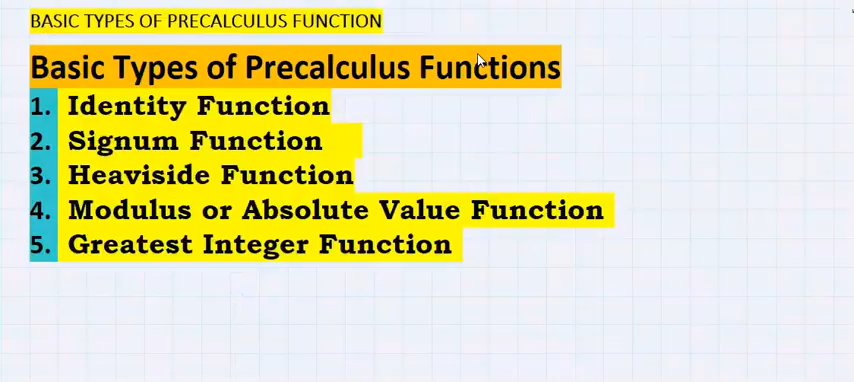 BASIC TYPES OF PRECALCULUS FUNCTION
Basic Types of Precalculus Functions
1. Identity Function
2. Signum Function
3. Heaviside Function
4. Modulus or Absolute Value Function
5. Greatest Integer Function